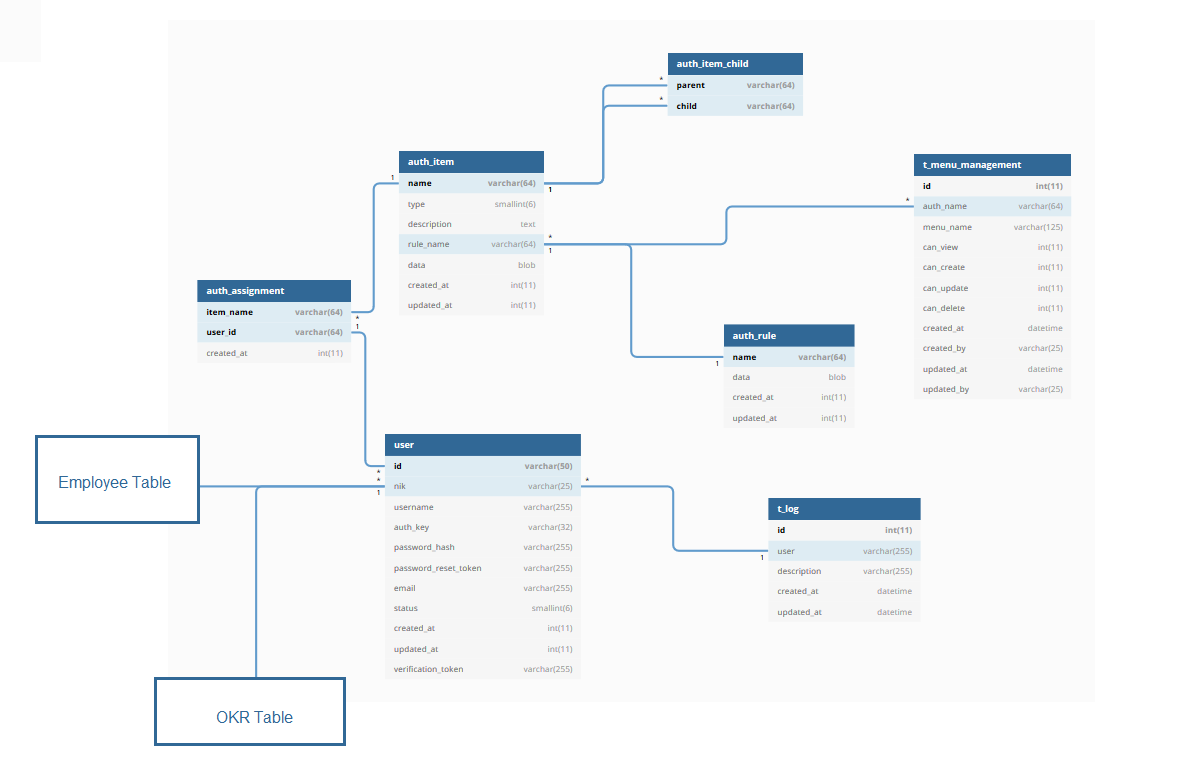 auth_item_child
parent varchar(64)
*
child varchar(64)
*
auth_item
name varchar(64)
1
1
type smallint(6)
description text
rule_name varchar(64)
*
1
data blob
created_at int(11)
updated_at int(11)
t_menu_management
id int(11)
*
auth_name varchar(64)
menu_name varchar(125)
can_view int(11)
can_create int(11)
can_update int(11)
can_delete int(11)
created_at datetime
created_by varchar(25)
updated_at datetime
updated_by varchar(25)
auth_assignment
item_name varchar(64)
*
1
user_id varchar(64)
created_at int(11)
auth_rule
name varchar(64)
1
data blob
created_at int(11)
updated_at int(11)
Employee Table
user
id varchar(50)
*
*
nik varchar(25)
*
1
username varchar(255)
auth_key varchar(32)
password_hash varchar(255)
password_reset_token varchar(255)
email varchar(255)
status smallint(6)
created_at int(11)
updated_at int(11)
verification_token varchar(255)
t_log
id int(11)
user varchar(255)
1
description varchar(255)
created_at datetime
updated_at datetime
OKR Table